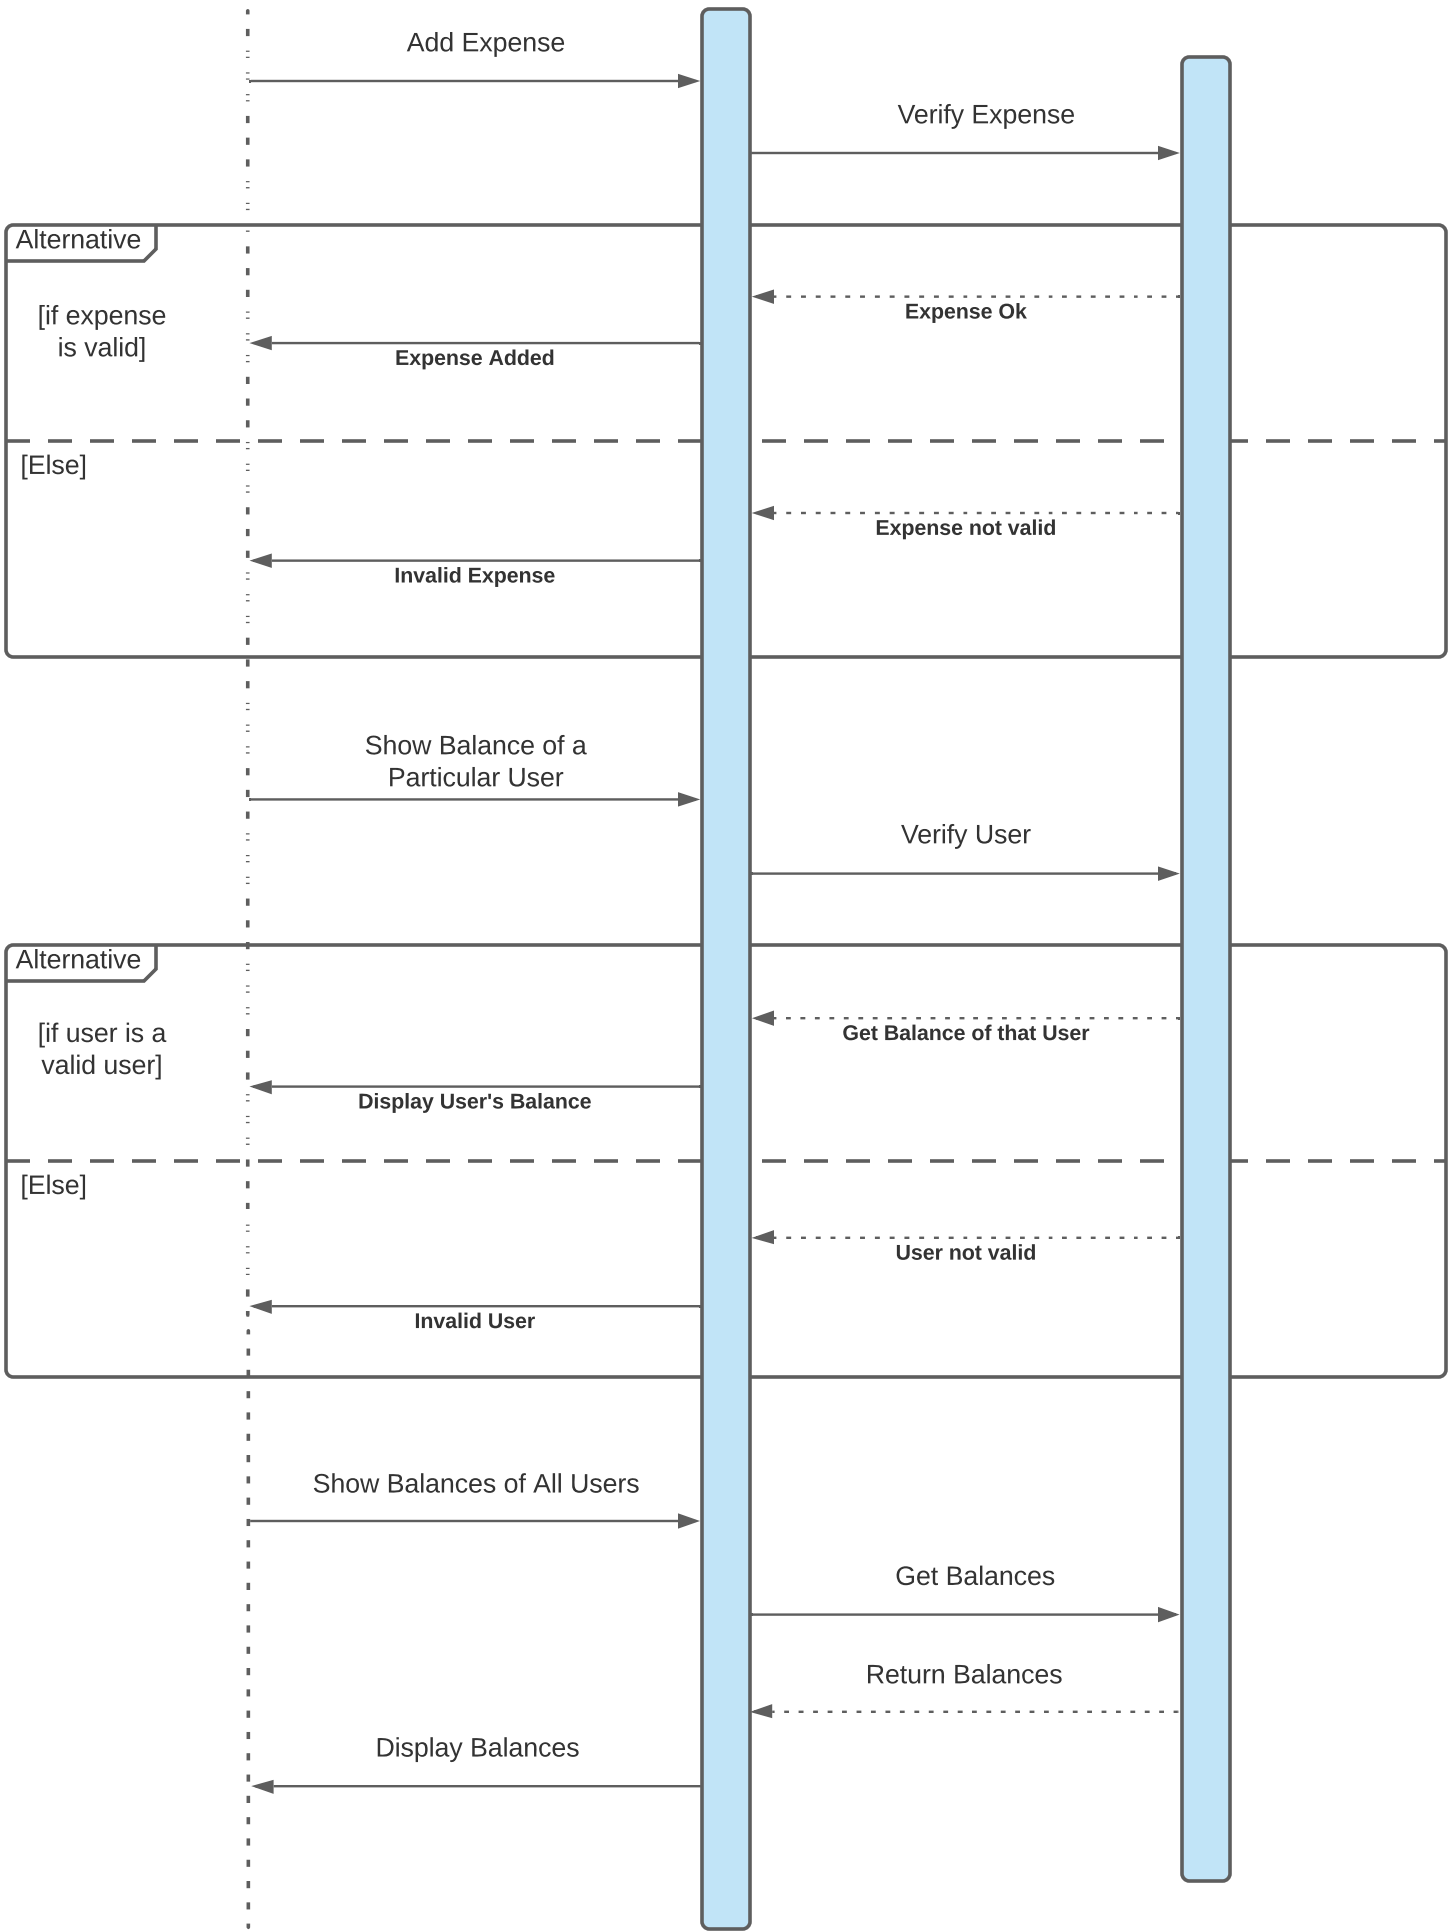 Add Expense
Verify Expense
Alternative
[if expense
is valid]
Expense Ok
Expense Added
[Else]
Expense not valid
Invalid Expense
Show Balance of a
Particular User
Verify User
Alternative
[if user is a
valid user]
Get Balance of that User
Display User's Balance
[Else]
User not valid
Invalid User
Show Balances of All Users
Get Balances
Return Balances
Display Balances